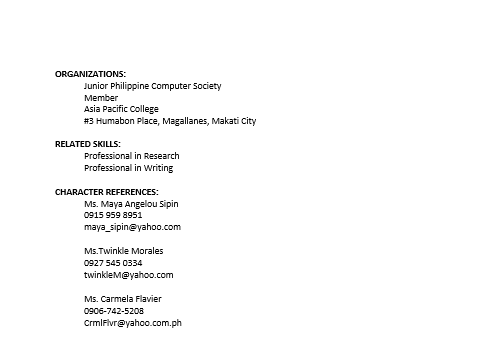 ORGANIZATIONS:
Junior Philippine Computer Society
Member
Asia Pacific College
#3 Humabon Place, Magallanes, Makati City
RELATED SKILLS:
Professional in Research
Professional in Writing
CHARACTER REFERENCES:
Ms. Maya Angelou Sipin
0915 959 8951
maya_sipin@yahoo.com
Ms.Twinkle Morales
0927 545 0334
twinkleM@yahoo.com
Ms. Carmela Flavier
0906-742-5208
CrmlFlvr@yahoo.com.ph